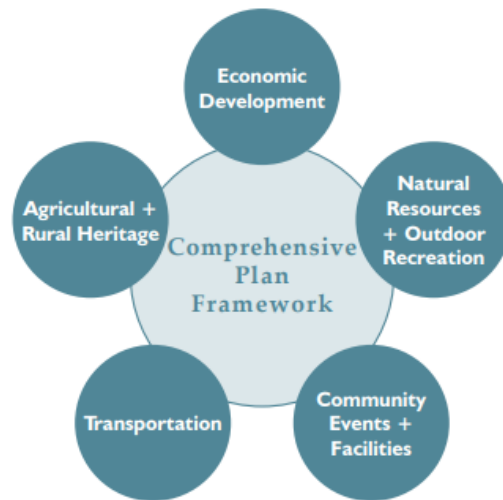 Economic
Development
Agricultural +
Rural Heritage
Natural
Resources
+ Outdoor
Recreation
Comprehensive
Plan
Framework
Transportation
Community
Events +
Facilities